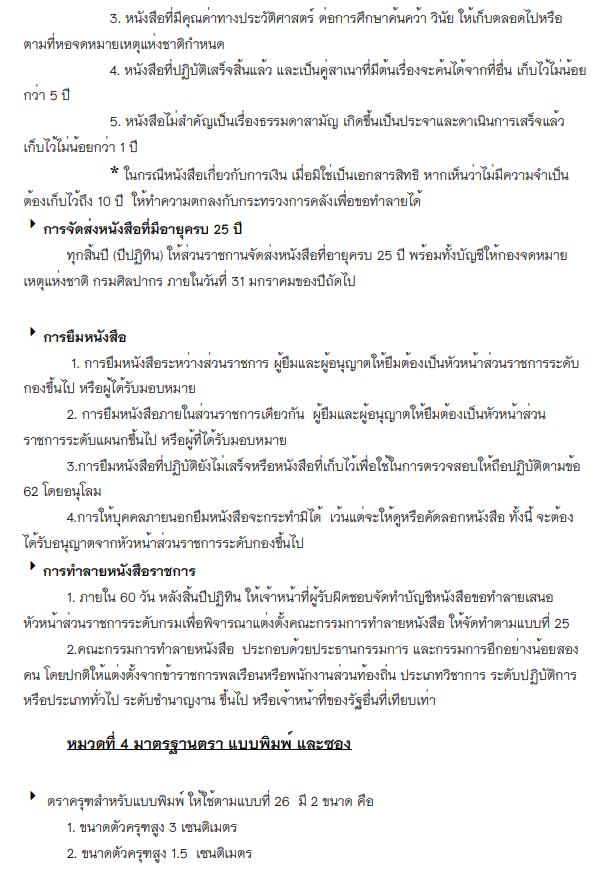 3. หนังสือที่มีคุณค่าทางประวัติศาสตร์ ต่อการศึกษาค้นคว้า วินัย ให้เก็บตลอดไปหรือ
ตามที่หอจดหมายเหตุแห่งชาติกำหนด
4. หนังสือที่ปฏิบัติเสร็จสิ้นแล้ว และเป็นคู่สาเนาที่มีต้นเรื่องจะค้นได้จากที่อื่น เก็บไว้ไม่น้อย
กว่า 5 ปี
5. หนังสือไม่สำคัญเป็นเรื่องธรรมดาสามัญ เกิดขึ้นเป็นประจาและดาเนินการเสร็จแล้ว
เก็บไว้ไม่น้อยกว่า 1 ปี
* ในกรณีหนังสือเกี่ยวกับการเงิน เมื่อมิใช่เป็นเอกสารสิทธิ หากเห็นว่าไม่มีความจำเป็น
ต้องเก็บไว้ถึง 10 ปี ให้ทำความตกลงกับกระทรวงการคลังเพื่อขอทำลายได้
การจัดส่งหนังสือที่มีอายุครบ 25 ปี
ทุกสิ้นปี (ปีปฏิทิน) ให้ส่วนราชกานจัดส่งหนังสือที่อายุครบ 25 ปี พร้อมทั้งบัญชีให้กองจดหมาย
เหตุแห่งชาติ กรมศิลปากร ภายในวันที่ 31 มกราคมของปีถัดไป
การยืมหนังสือ
1. การยืมหนังสือระหว่างส่วนราชการ ผู้ยืมและผู้อนุญาตให้ยืมต้องเป็นหัวหน้าส่วนราชการระดับ
กองขึ้นไป หรือผู้ได้รับมอบหมาย
2. การยืมหนังสือภายในส่วนราชการเดียวกัน ผู้ยืมและผู้อนุญาตให้ยืมต้องเป็นหัวหน้าส่วน
ราชการระดับแผนกขึ้นไป หรือผู้ที่ได้รับมอบหมาย
3.การยืมหนังสือที่ปฏิบัติยังไม่เสร็จหรือหนังสือที่เก็บไว้เพื่อใช้ในการตรวจสอบให้ถือปฏิบัติตามข้อ
62 โดยอนุโลม
4.การให้บุคคลภายนอกยืมหนังสือจะกระทำมิได้ เว้นแต่จะให้ดูหรือคัดลอกหนังสือ ทั้งนี้ จะต้อง
ได้รับอนุญาตจากหัวหน้าส่วนราชการระดับกองขึ้นไป
การทำลายหนังสือราชการ
1. ภายใน 60 วัน หลังสิ้นปีปฏิทิน ให้เจ้าหน้าที่ผู้รับผิดชอบจัดทำบัญชีหนังสือขอทำลายเสนอ
หัวหน้าส่วนราชการระดับกรมเพื่อพิจารณาแต่งตั้งคณะกรรมการทำลายหนังสือ ให้จัดทำตามแบบที่ 25
2.คณะกรรมการทำลายหนังสือ ประกอบด้วยประธานกรรมการ และกรรมการอีกอย่างน้อยสอง
คน โดยปกติให้แต่งตั้งจากข้าราชการพลเรือนหรือพนักงานส่วนท้องถิ่น ประเภทวิชาการ ระดับปฏิบัติการ
หรือประเภททั่วไป ระดับชำนาญงาน ขึ้นไป หรือเจ้าหน้าที่ของรัฐอื่นที่เทียบเท่า
หมวดที่ 4 มาตรฐานตรา แบบพิมพ์ และซอง
ตราครุฑสำหรับแบบพิมพ์ ให้ใช้ตามแบบที่ 26 มี 2 ขนาด คือ
1. ขนาดตัวครุฑสูง 3 เซนติเมตร
2. ขนาดตัวครุฑสูง 1.5 เซนติเมตร